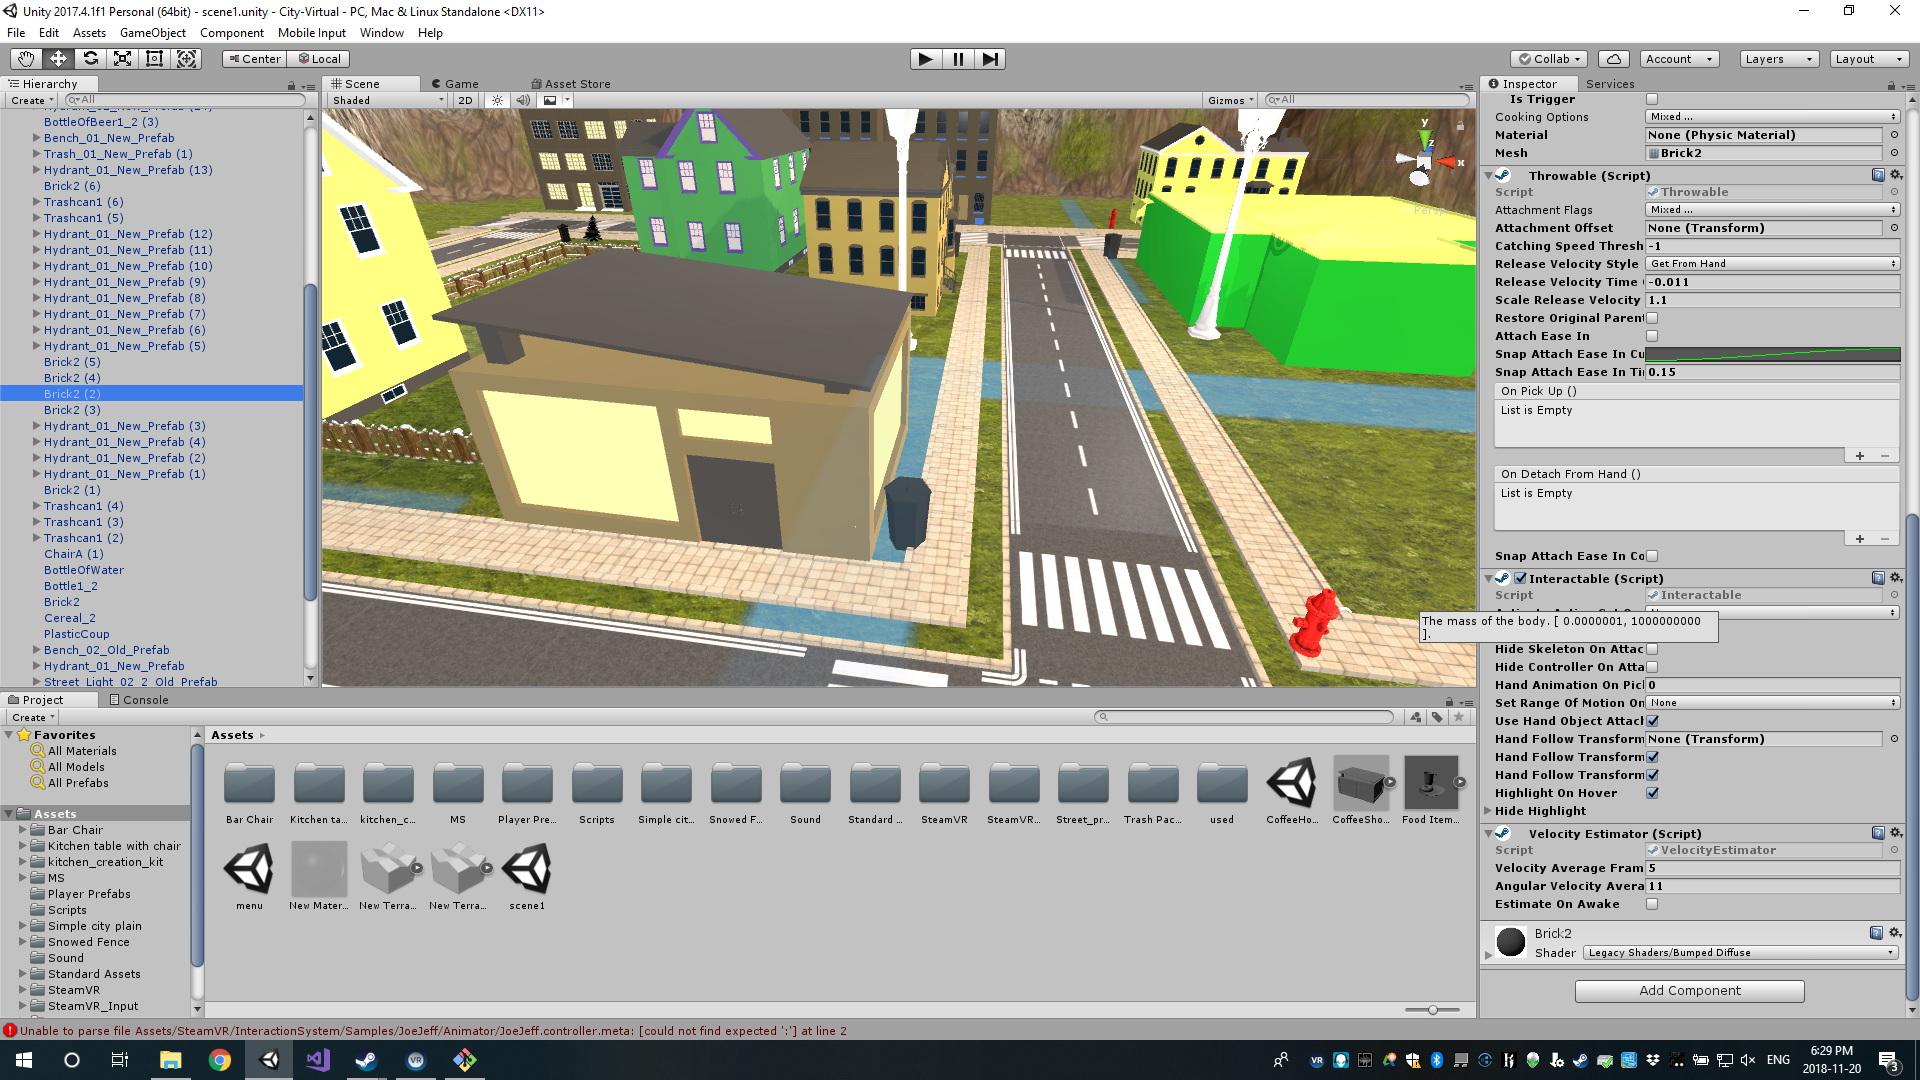 Unity 2017.4.1f1 Personal (64bit) - scene1.unity - City-Virtual - PC, Mac & Linux Standalone <DX11>
File Edit Assets GameObject Component Mobile Input Window Help
Center Local Collab Account Layers Layout
Hierarchy
Create All
BottleOfBeer1_2 (3)
Bench_01_New_Prefab
Trash_01_New_Prefab (1)
Hydrant_01_New_Prefab (13)
Brick2 (6)
Trashcan1 (6)
Trashcan1 (5)
Hydrant_01_New_Prefab (12)
Hydrant_01_New_Prefab (11)
Hydrant_01_New_Prefab (10)
Hydrant_01_New_Prefab (9)
Hydrant_01_New_Prefab (8)
Hydrant_01_New_Prefab (7)
Hydrant_01_New_Prefab (6)
Hydrant_01_New_Prefab (5)
Brick2 (5)
Brick2 (4)
Brick2 (2)
Brick2 (3)
Hydrant_01_New_Prefab (3)
Hydrant_01_New_Prefab (4)
Hydrant_01_New_Prefab (2)
Hydrant_01_New_Prefab (1)
Brick2 (1)
Trashcan1 (4)
Trashcan1 (3)
Trashcan1 (2)
ChairA (1)
BottleOfWater
Bottle1_2
Brick2
Cereal_2
PlasticCoup
Bench_02_Old_Prefab
Hydrant_01_New_Prefab
Street_Light_02_2_Old_Prefab
Scene Game Asset Store
Shaded 2D Gizmos All
y
z
x
Persp
Inspector Services
Is Trigger
Cooking Options Mixed ...
Material None (Physic Material)
Mesh Brick2
Throwable (Script)
Script Throwable
Attachment Flags Mixed ...
Attachment Offset None (Transform)
Catching Speed Thresh -1
Release Velocity Style Get From Hand
Release Velocity Time -0.011
Scale Release Velocity 1.1
Restore Original Parent
Attach Ease In
Snap Attach Ease In Cu
Snap Attach Ease In Ti 0.15
On Pick Up ()
List is Empty
On Detach From Hand ()
List is Empty
Snap Attach Ease In Co
Interactable (Script)
Script Interactable
The mass of the body. [ 0.0000001, 1000000000
].
Hide Skeleton On Attac
Hide Controller On Atta
Hand Animation On Pic 0
Set Range Of Motion On None
Use Hand Object Attach
Hand Follow Transform None (Transform)
Hand Follow Transform
Hand Follow Transform
Highlight On Hover
Hide Highlight
Velocity Estimator (Script)
Script VelocityEstimator
Velocity Average Fram 5
Angular Velocity Avera 11
Estimate On Awake
Brick2
Shader Legacy Shaders/Bumped Diffuse
Add Component
Project Console
Create
Favorites
All Materials
All Models
All Prefabs
Assets
Bar Chair
Kitchen table with chair
kitchen_creation_kit
MS
Player Prefabs
Scripts
Simple city plain
Snowed Fence
Sound
Standard Assets
SteamVR
SteamVR_Input
Assets
Bar Chair Kitchen ta... kitchen_c... MS Player Pre... Scripts Simple cit... Snowed F... Sound Standard ... SteamVR SteamVR... Street_pr... Trash Pac... used CoffeeHo... CoffeeSho... Food Item...
menu New Mater... New Terra... New Terra... scene1
Unable to parse file Assets/SteamVR/InteractionSystem/Samples/JoeJeff/Animator/JoeJeff.controller.meta: [could not find expected ':'] at line 2
VR
VR
ENG
6:29 PM
2018-11-20
3